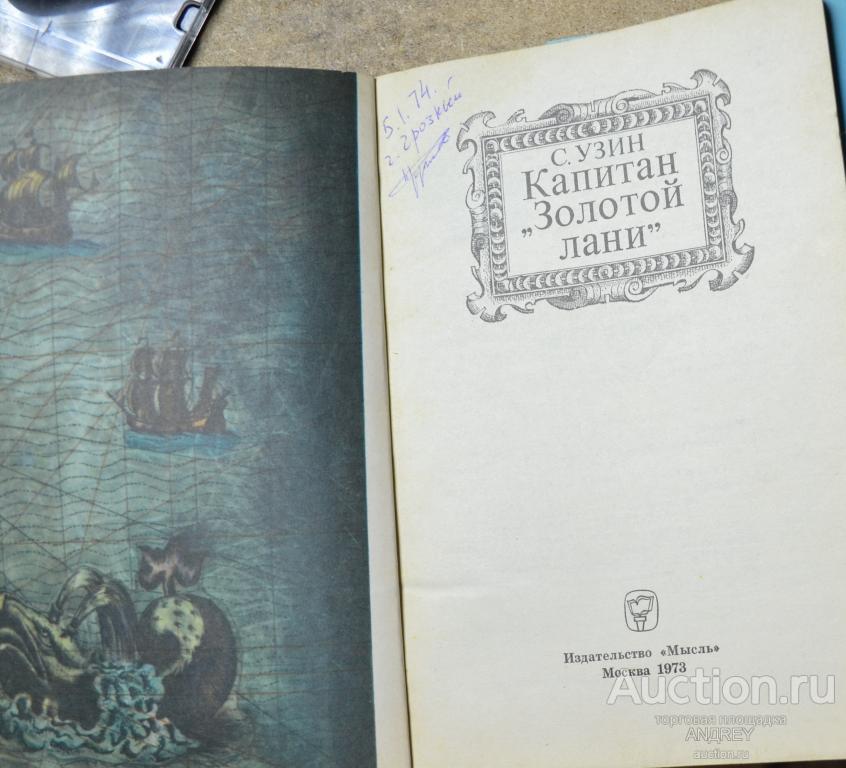 5.1.74.
г. Грозный
С. УЗИН
Капитан
„Золотой
лани”
Издательство «Мысль»
Москва 1973
Auction.ru
торговая площадка
ANDREY
auction.ru